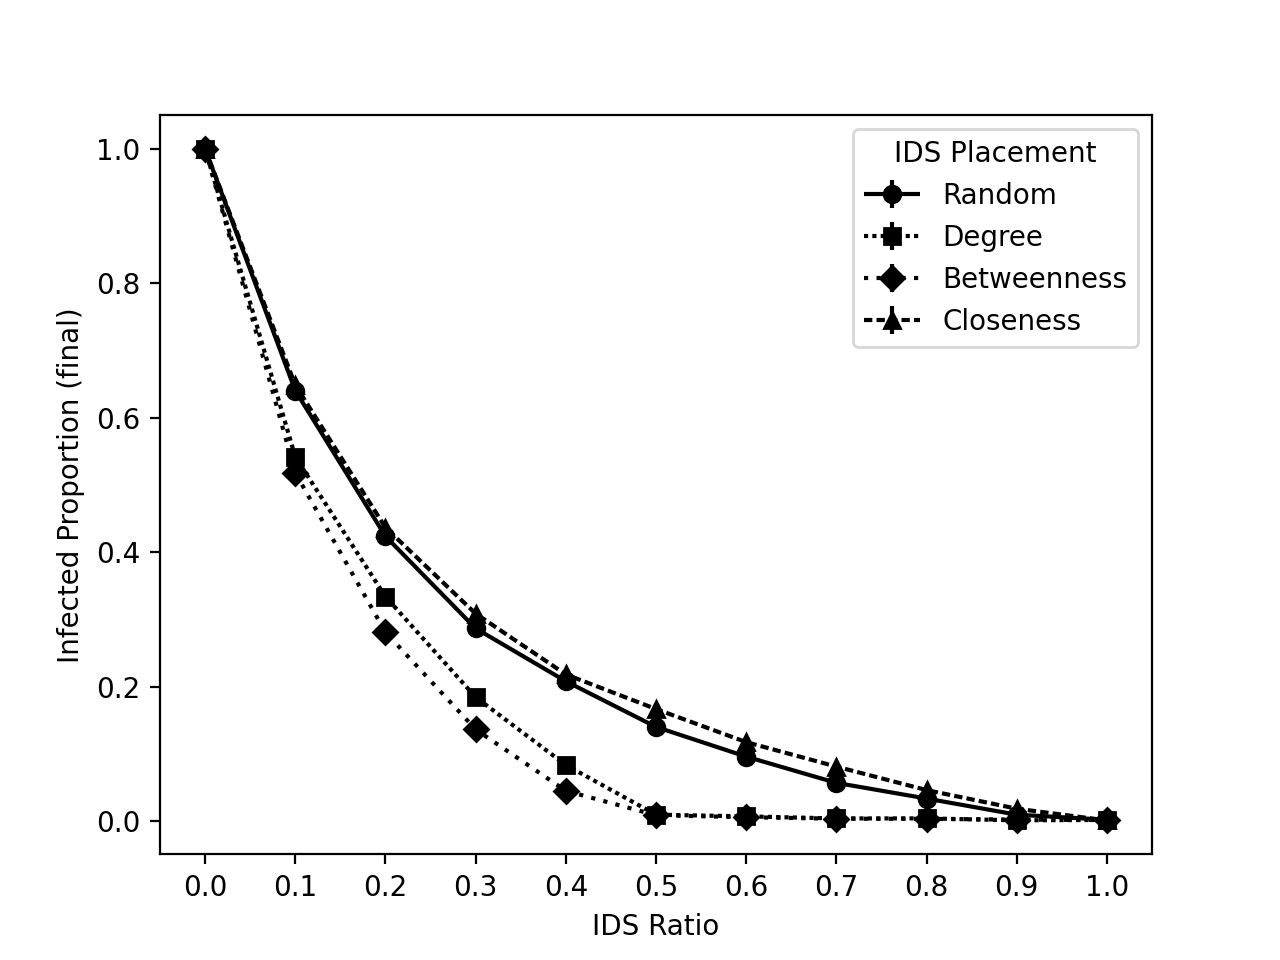 IDS Placement
Random
Degree
Betweenness
Closeness
Infected Proportion (final)
1.0
0.8
0.6
0.4
0.2
0.0
0.0 0.1 0.2 0.3 0.4 0.5 0.6 0.7 0.8 0.9 1.0
IDS Ratio